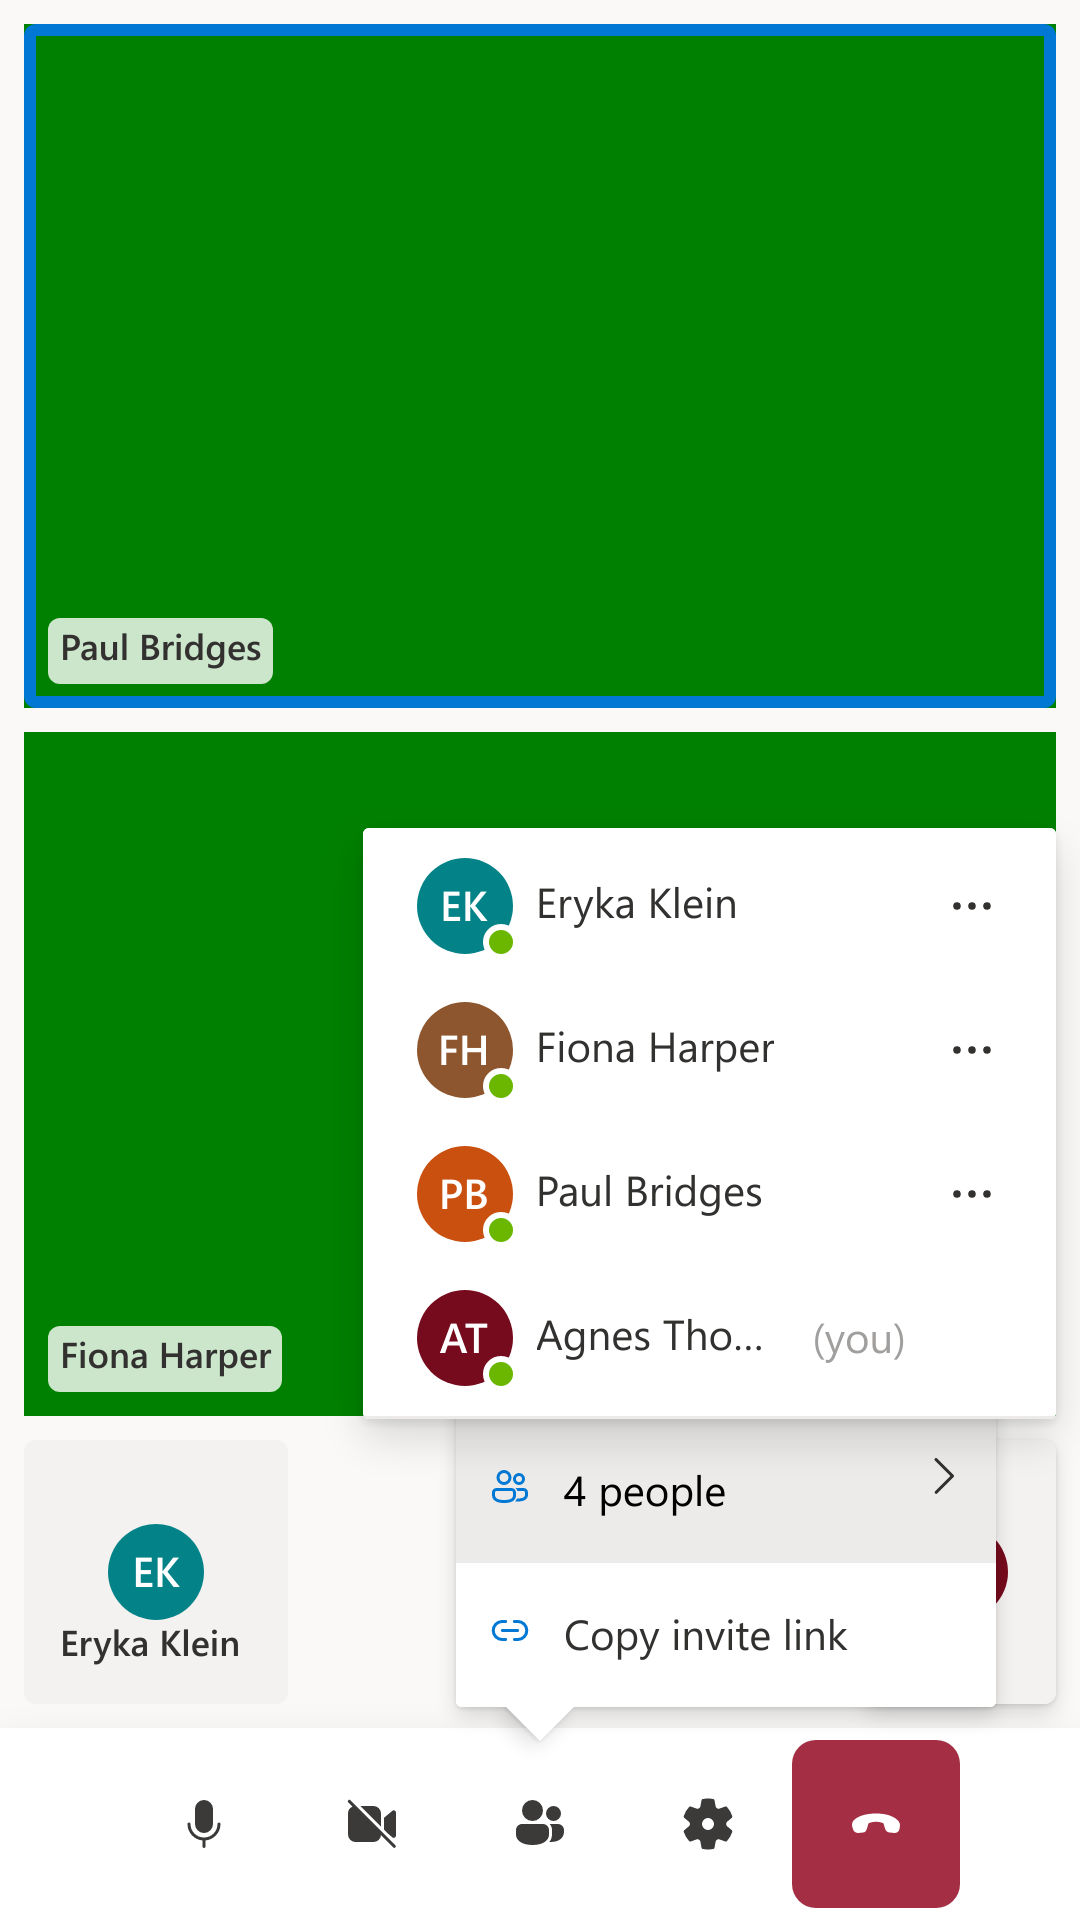 Paul Bridges
EK Eryka Klein
FH Fiona Harper
PB Paul Bridges
AT Agnes Tho... (you)
Fiona Harper
4 people
EK
Eryka Klein
Copy invite link